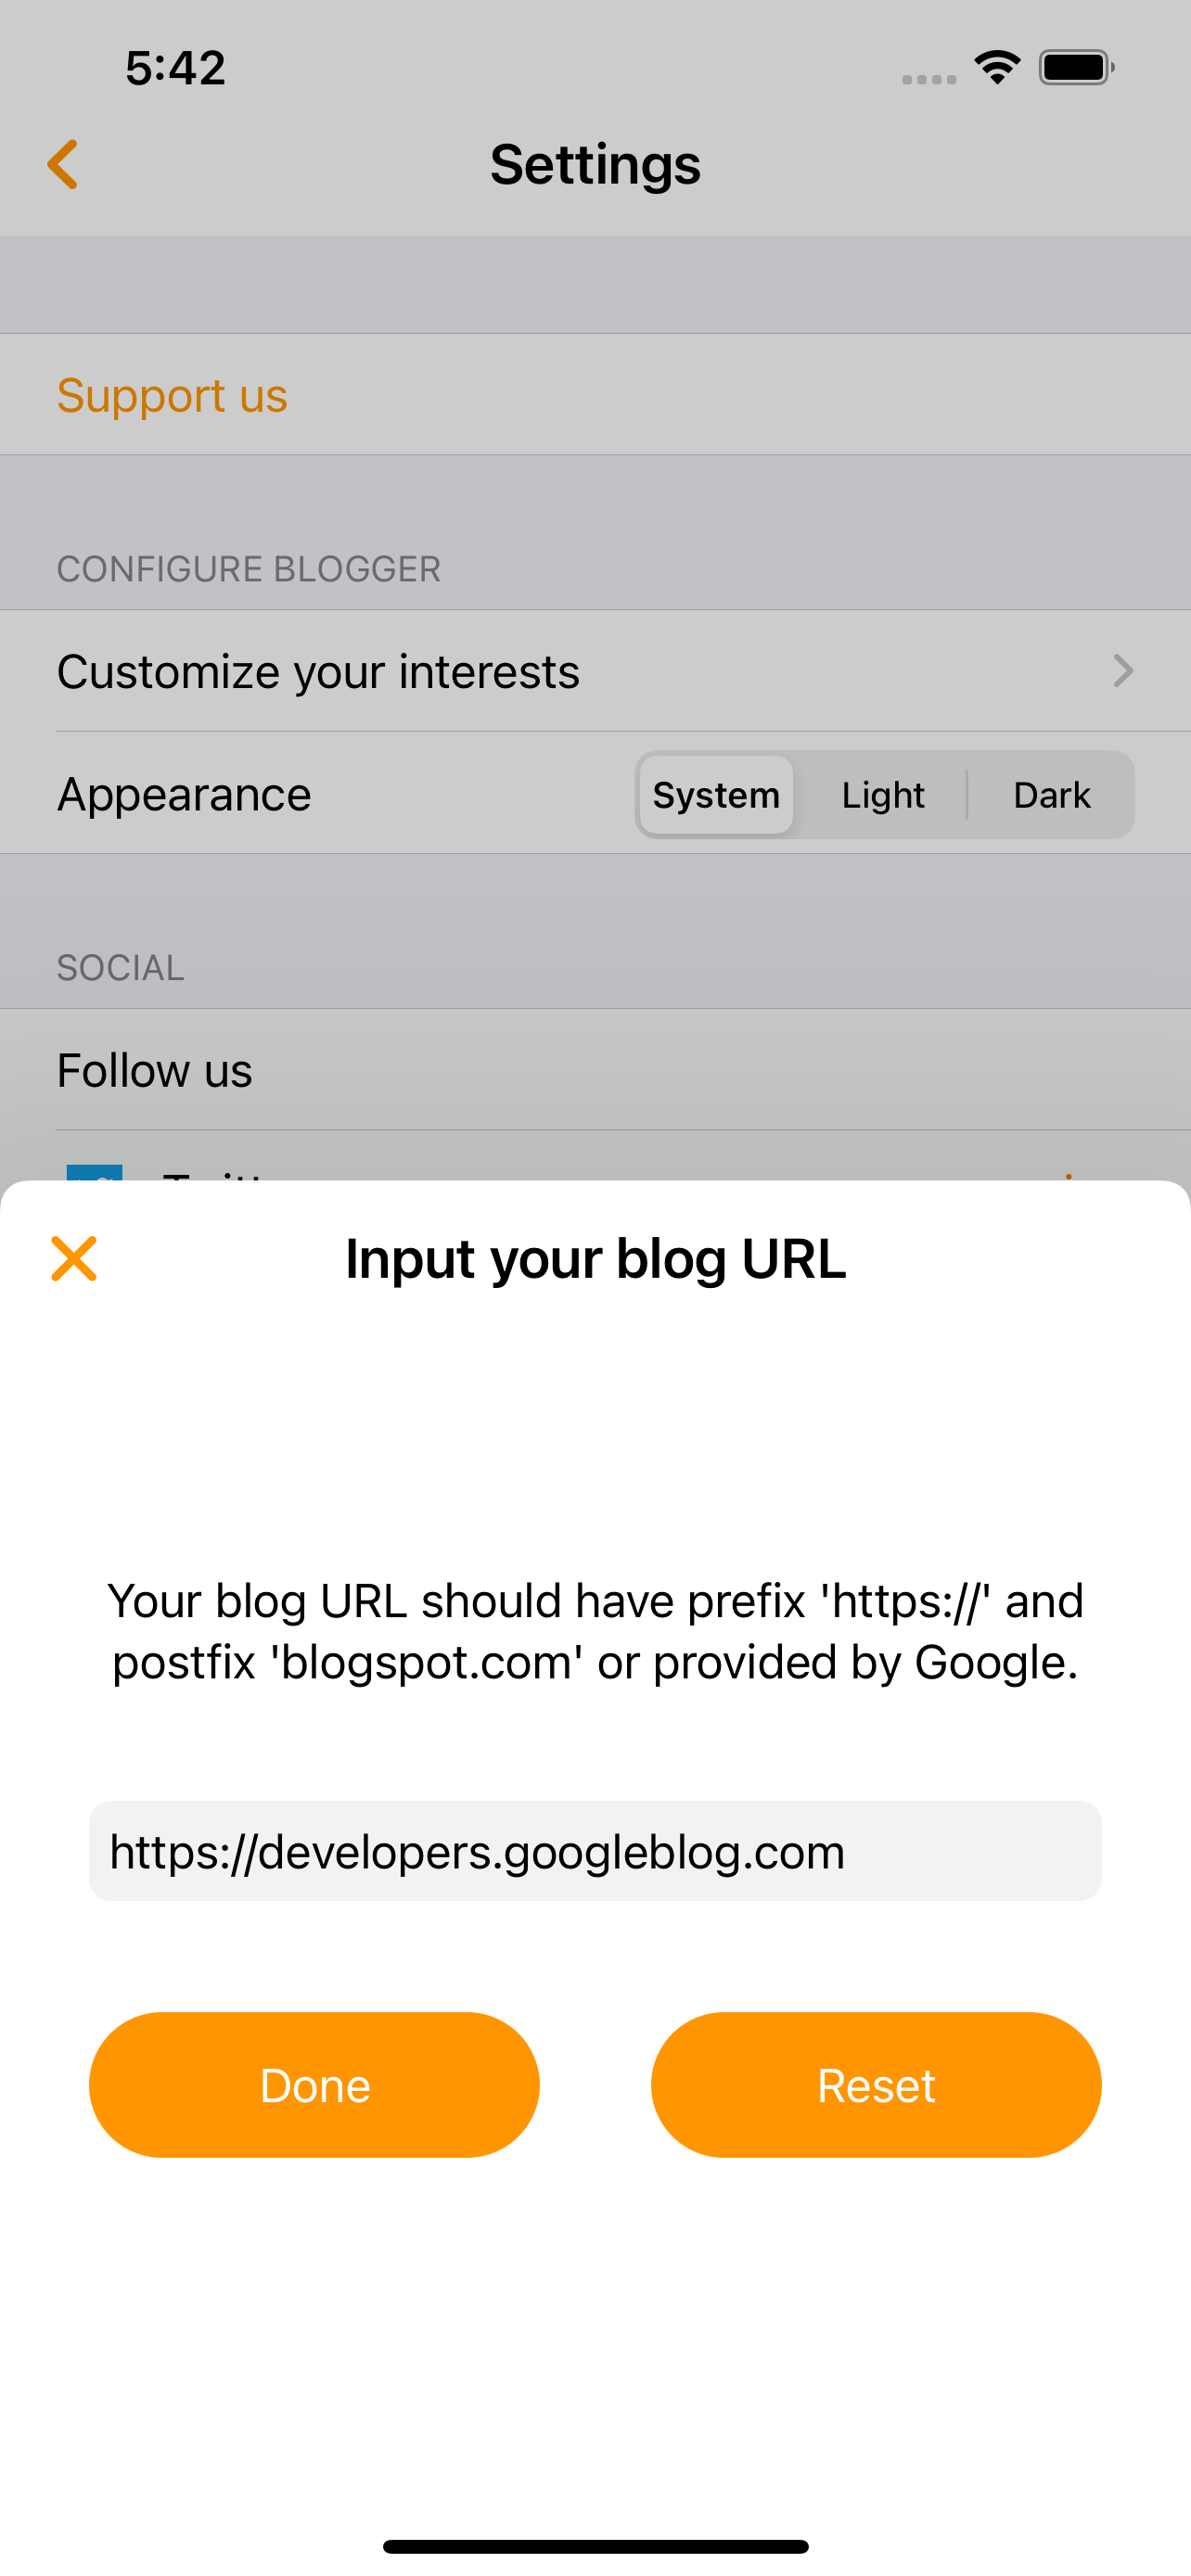 5:42
Settings
Support us
CONFIGURE BLOGGER
Customize your interests
Appearance
System
Light
Dark
SOCIAL
Follow us
Input your blog URL
Your blog URL should have prefix 'https://' and
postfix 'blogspot.com' or provided by Google.
https://developers.googleblog.com
Done
Reset